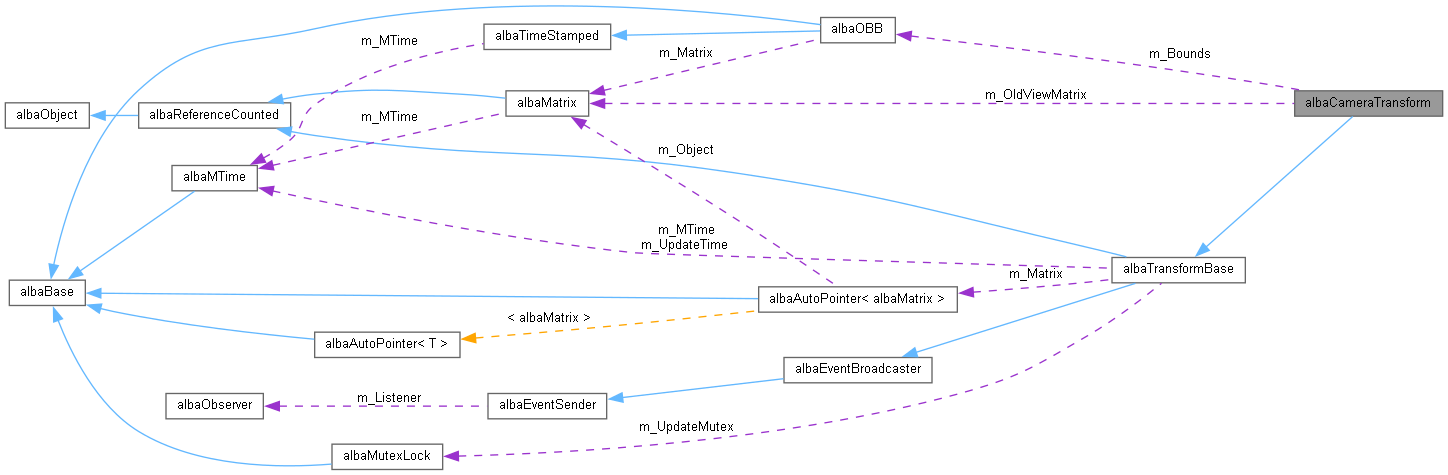 albaOBB
albaTimeStamped
m_MTime
m_Matrix
m_Bounds
albaMatrix
m_OldViewMatrix
albaCameraTransform
albaObject
albaReferenceCounted
m_MTime
m_Object
albaMTime
m_MTime
m_UpdateTime
albaTransformBase
m_Matrix
albaBase
albaAutoPointer< albaMatrix >
< albaMatrix >
albaAutoPointer< T >
albaEventBroadcaster
albaObserver
m_Listener
albaEventSender
m_UpdateMutex
albaMutexLock